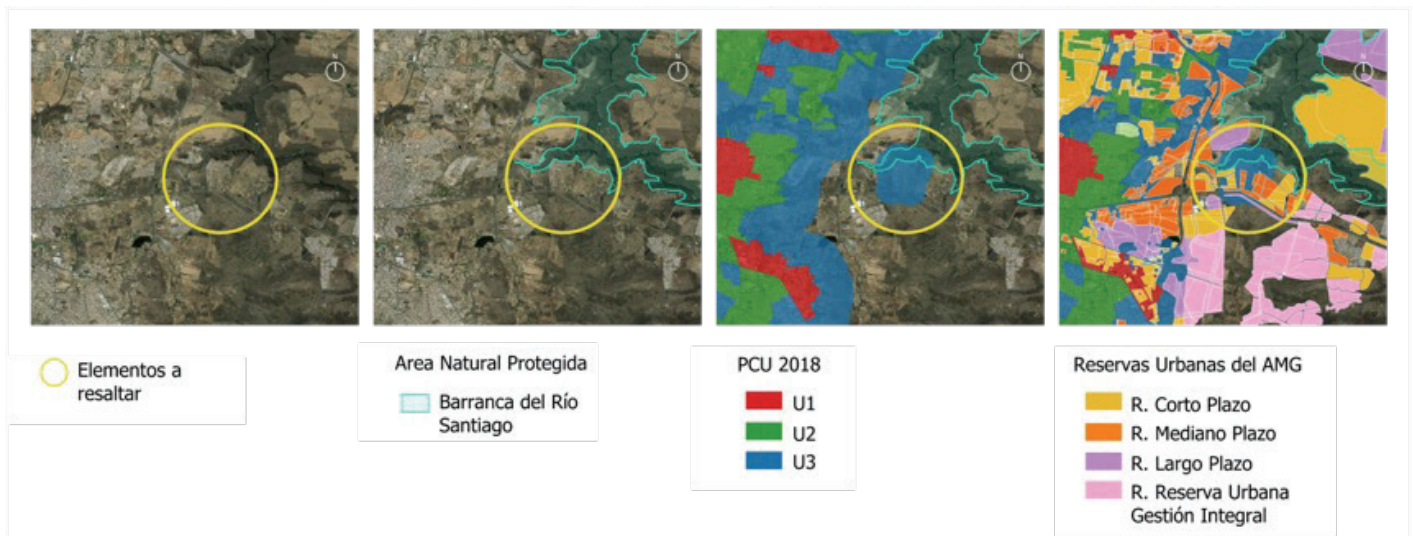 N
N
N
N
Elementos a
resaltar
Area Natural Protegida
Barranca del Río
Santiago
PCU 2018
U1
U2
U3
Reservas Urbanas del AMG
R. Corto Plazo
R. Mediano Plazo
R. Largo Plazo
R. Reserva Urbana
Gestión Integral